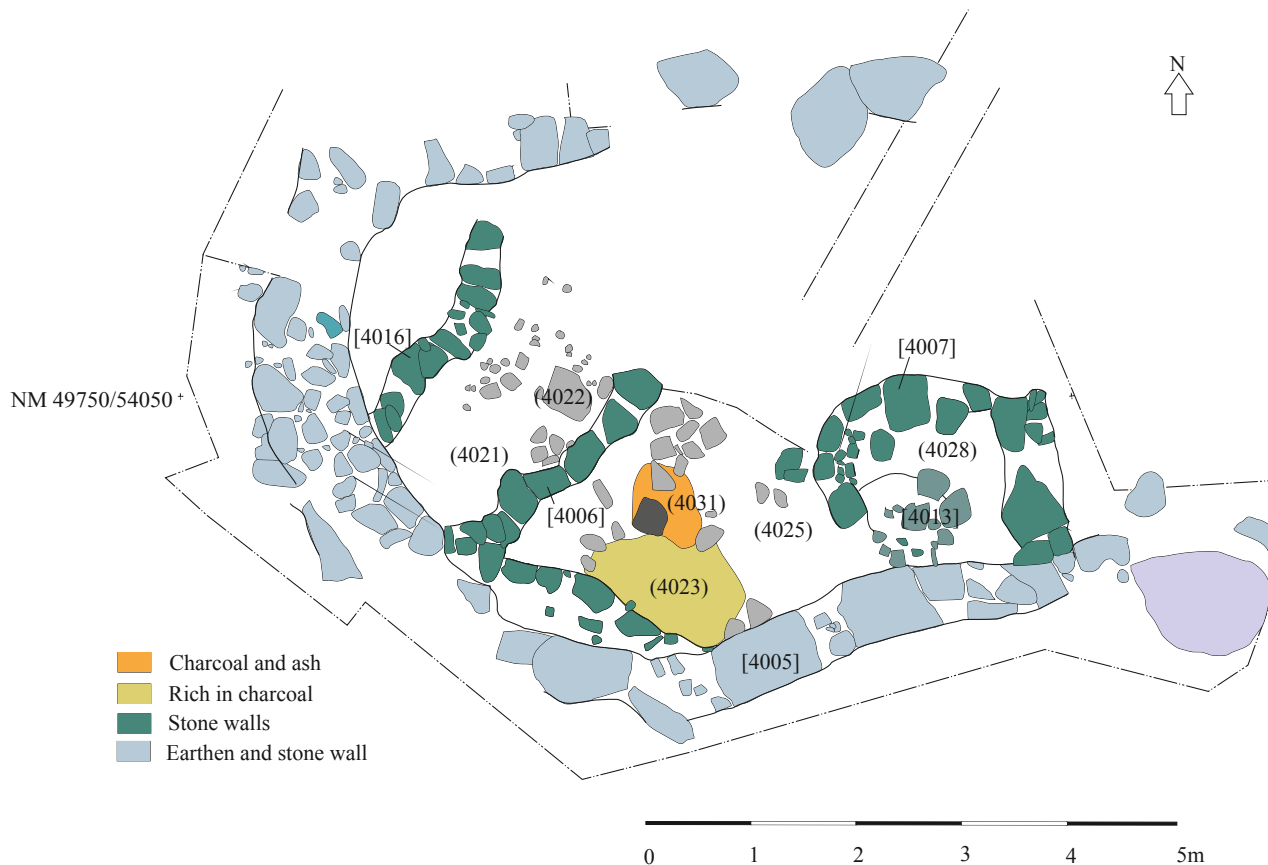 N
[4007]
[4016]
NM 49750/54050
(4022)
(4028)
(4021)
(4031)
[4006]
[4013]
(4025)
(4023)
[4005]
Charcoal and ash
Rich in charcoal
Stone walls
Earthen and stone wall
0 1 2 3 4 5m